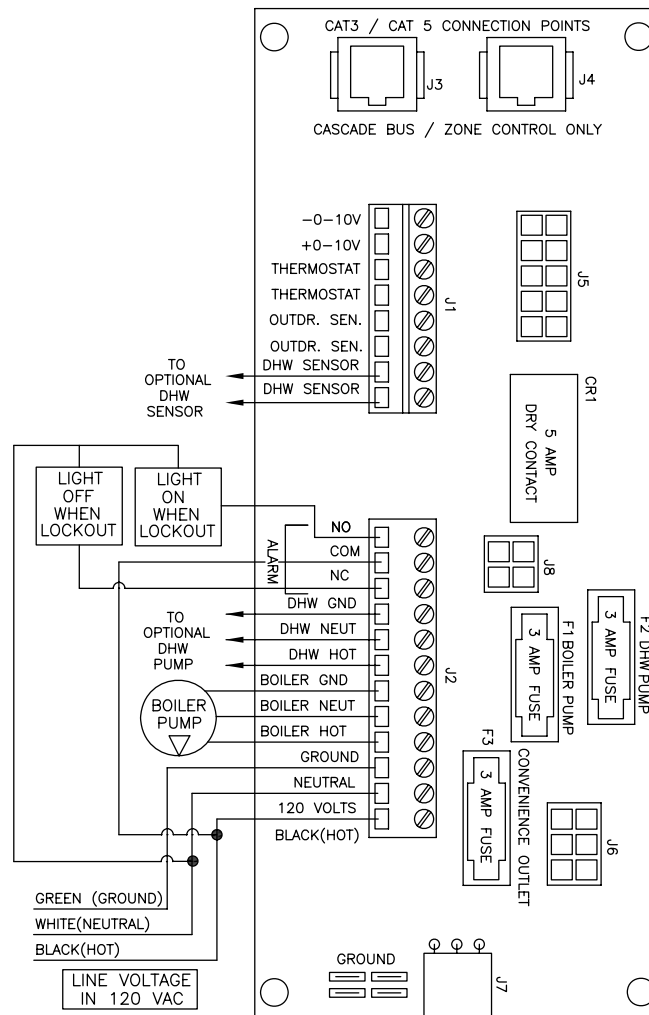 CAT3 / CAT 5 CONNECTION POINTS
J3
J4
CASCADE BUS / ZONE CONTROL ONLY
-0-10V
+0-10V
THERMOSTAT
THERMOSTAT
OUTDR. SEN.
OUTDR. SEN.
DHW SENSOR
DHW SENSOR
J1
J5
TO
OPTIONAL
DHW
SENSOR
CR1
5 AMP
DRY CONTACT
LIGHT
OFF
WHEN
LOCKOUT
LIGHT
ON
WHEN
LOCKOUT
ALARM
NO
COM
NC
DHW GND
DHW NEUT
DHW HOT
BOILER GND
BOILER NEUT
BOILER HOT
GROUND
NEUTRAL
120 VOLTS
BLACK(HOT)
J2
J8
TO
OPTIONAL
DHW
PUMP
BOILER
PUMP
F1 BOILER PUMP
3 AMP FUSE
F2 DHW PUMP
3 AMP FUSE
F3
CONVENIENCE OUTLET
3 AMP FUSE
J6
GREEN (GROUND)
WHITE(NEUTRAL)
BLACK(HOT)
LINE VOLTAGE
IN 120 VAC
GROUND
J7